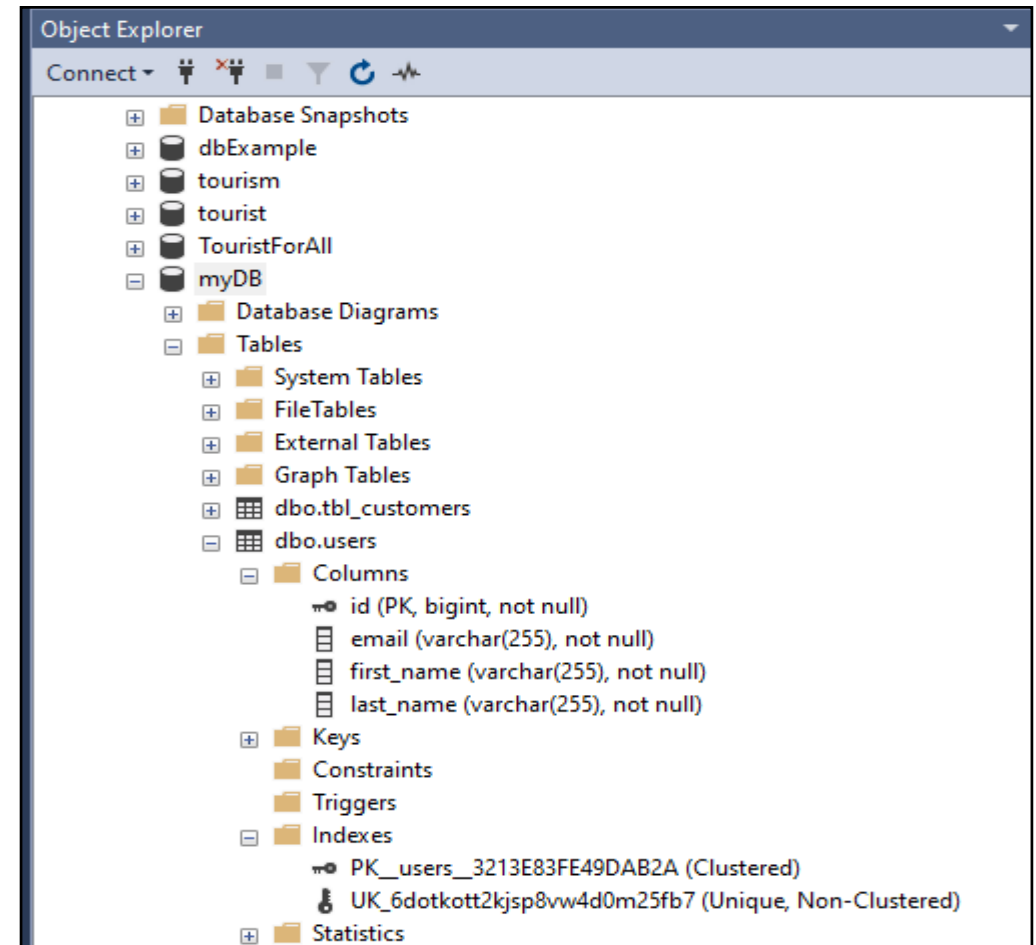 Object Explorer
Connect
Database Snapshots
dbExample
tourism
tourist
TouristForAll
myDB
Database Diagrams
Tables
System Tables
FileTables
External Tables
Graph Tables
dbo.tbl_customers
dbo.users
Columns
id (PK, bigint, not null)
email (varchar(255), not null)
first_name (varchar(255), not null)
last_name (varchar(255), not null)
Keys
Constraints
Triggers
Indexes
PK__users__3213E83FE49DAB2A (Clustered)
UK_6dotkott2kjsp8vw4d0m25fb7 (Unique, Non-Clustered)
Statistics